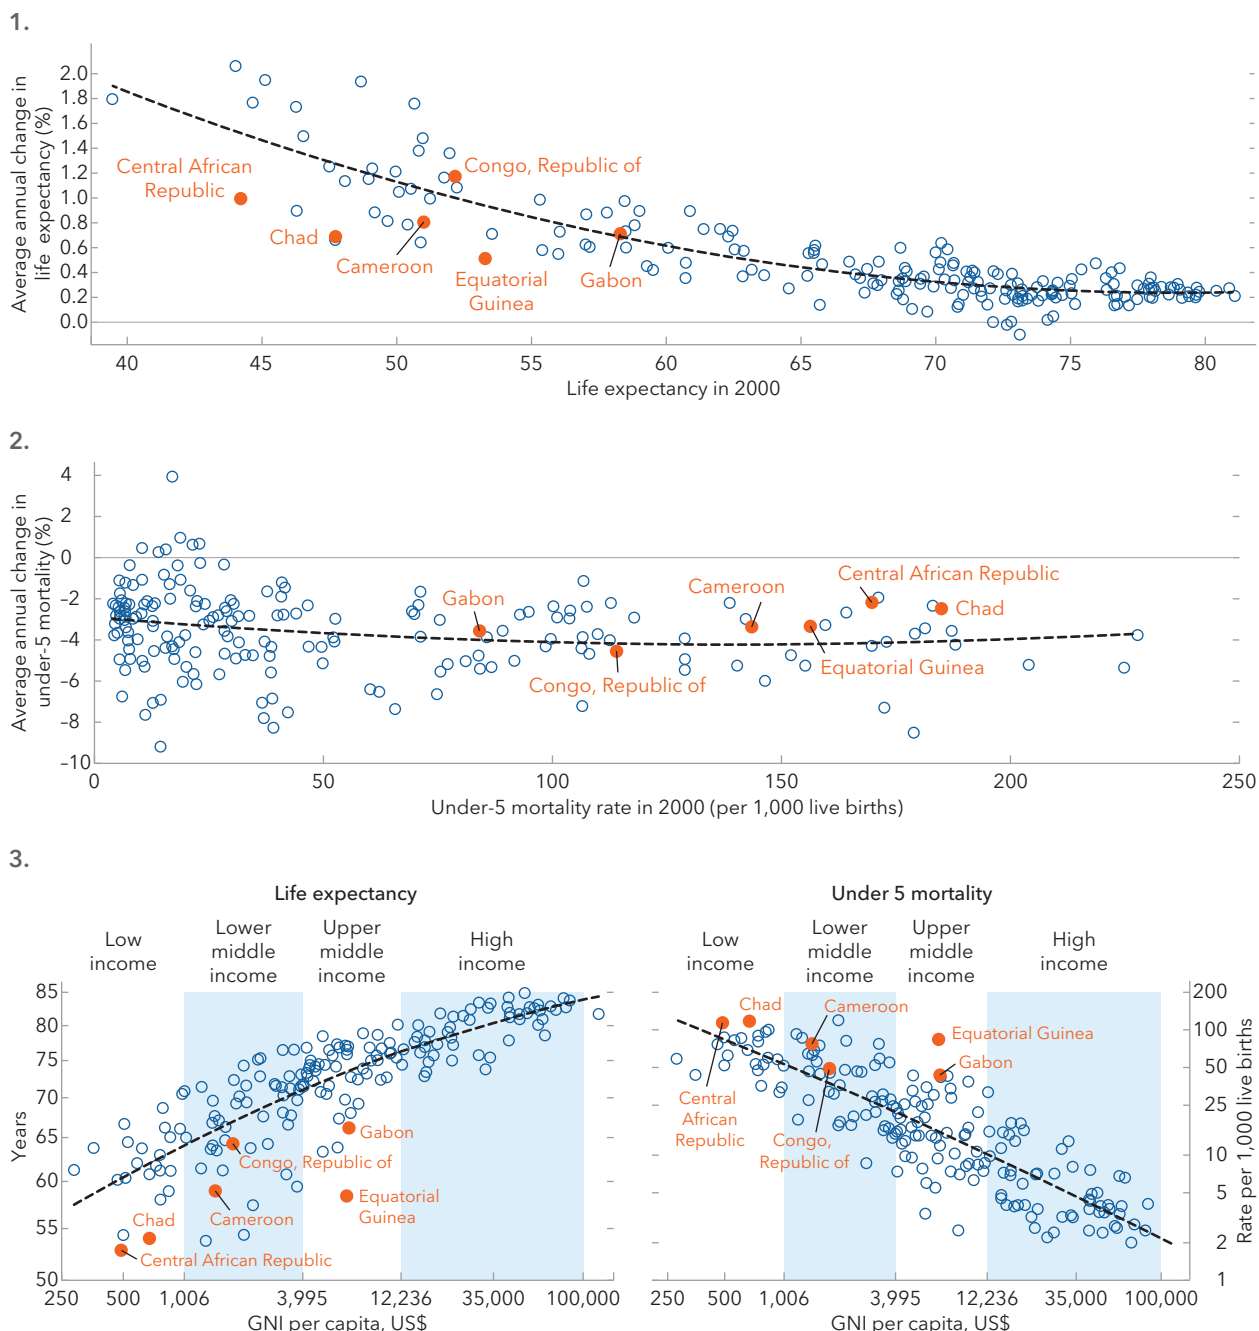 1.
Average annual change in
life expectancy (%)
2.0
1.8
1.6
1.4
1.2
1.0
0.8
0.6
0.4
0.2
0.0
Central African
Republic
Congo, Republic of
Chad
Cameroon
Equatorial
Guinea
Gabon
40 45 50 55 60 65 70 75 80
Life expectancy in 2000
2.
Average annual change in
under-5 mortality (%)
4
2
0
–2
–4
–6
–8
–10
Gabon
Cameroon
Central African Republic
Chad
Congo, Republic of
Equatorial Guinea
0 50 100 150 200 250
Under-5 mortality rate in 2000 (per 1,000 live births)
3.
Life expectancy
Low
income
Lower
middle
income
Upper
middle
income
High
income
Years
85
80
75
70
65
60
55
50
Gabon
Congo, Republic of
Equatorial
Guinea
Chad
Cameroon
Central African Republic
250 500 1,006 3,995 12,236 35,000 100,000
GNI per capita, US$
Under 5 mortality
Low
income
Lower
middle
income
Upper
middle
income
High
income
Chad
Cameroon
Equatorial Guinea
Gabon
Central
African
Republic
Congo,
Republic of
200
100
50
25
10
5
2
1
Rate per 1,000 live births
250 500 1,006 3,995 12,236 35,000 100,000
GNI per capita, US$